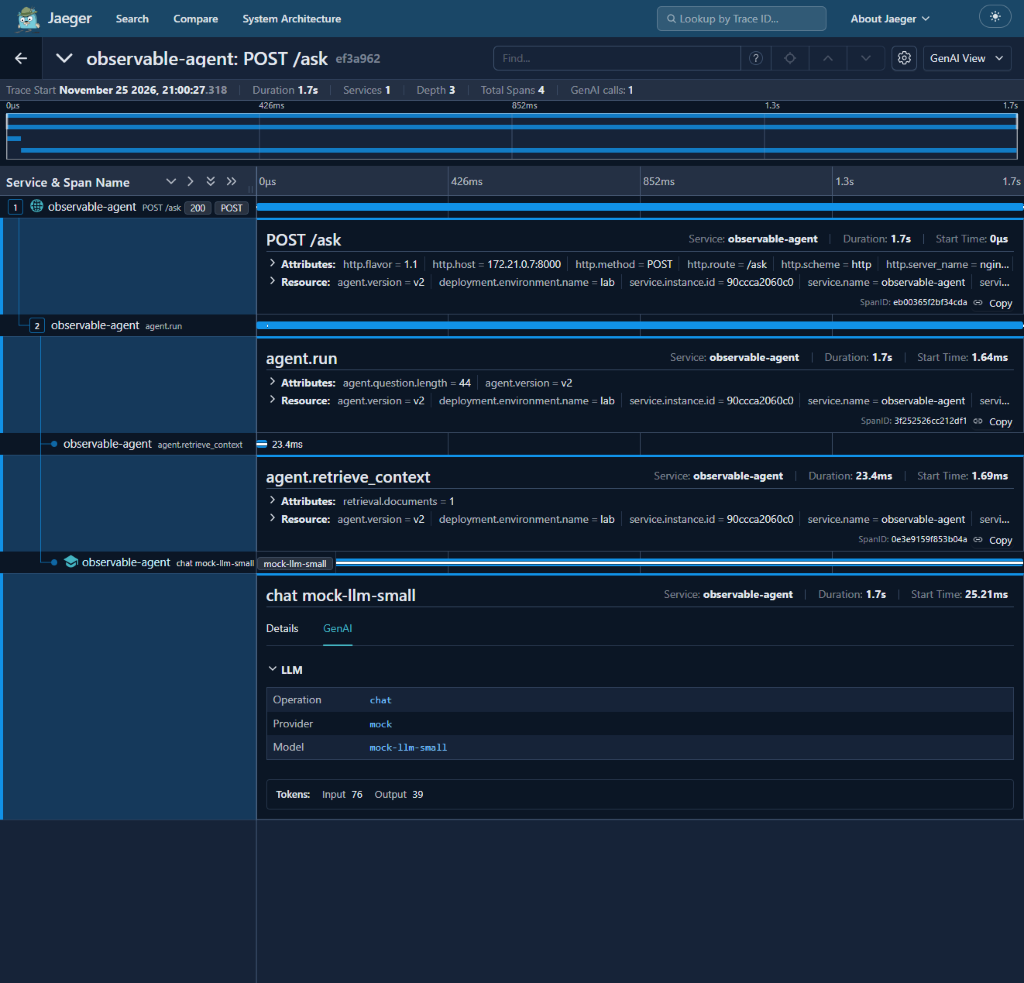 Jaeger Search Compare System Architecture Lookup by Trace ID... About Jaeger
observable-agent: POST /ask ef3a962 Find... ? GenAI View
Trace Start November 25 2026, 21:00:27.318 Duration 1.7s Services 1 Depth 3 Total Spans 4 GenAI calls: 1
0μs 426ms 852ms 1.3s 1.7s
Service & Span Name 0μs 426ms 852ms 1.3s 1.7s
1 observable-agent POST /ask 200 POST
POST /ask Service: observable-agent Duration: 1.7s Start Time: 0μs
Attributes: http.flavor = 1.1 http.host = 172.21.0.7:8000 http.method = POST http.route = /ask http.scheme = http http.server_name = ngin...
Resource: agent.version = v2 deployment.environment.name = lab service.instance.id = 90ccca2060c0 service.name = observable-agent servi...
SpanID: eb00365f2bf34cda Copy
2 observable-agent agent.run
agent.run Service: observable-agent Duration: 1.7s Start Time: 1.64ms
Attributes: agent.question.length = 44 agent.version = v2
Resource: agent.version = v2 deployment.environment.name = lab service.instance.id = 90ccca2060c0 service.name = observable-agent servi...
SpanID: 3f252526cc212df1 Copy
observable-agent agent.retrieve_context 23.4ms
agent.retrieve_context Service: observable-agent Duration: 23.4ms Start Time: 1.69ms
Attributes: retrieval.documents = 1
Resource: agent.version = v2 deployment.environment.name = lab service.instance.id = 90ccca2060c0 service.name = observable-agent servi...
SpanID: 0e3e9159f853b04a Copy
observable-agent chat mock-llm-small mock-llm-small
chat mock-llm-small Service: observable-agent Duration: 1.7s Start Time: 25.21ms
Details GenAI
LLM
Operation chat
Provider mock
Model mock-llm-small
Tokens: Input 76 Output 39